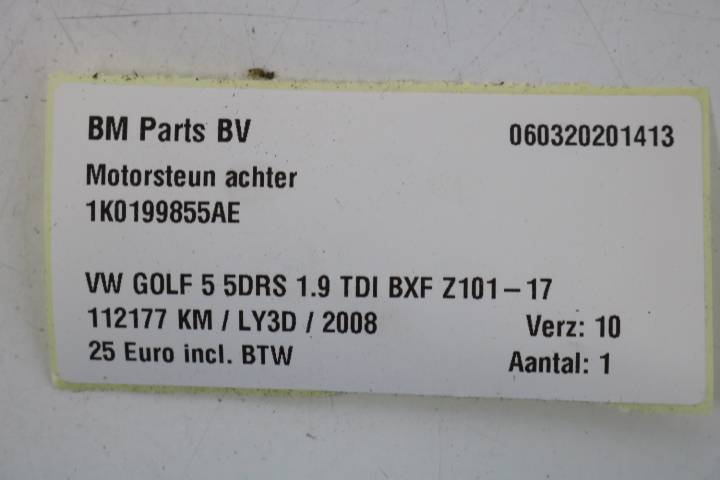 BM Parts BV 060320201413
Motorsteun achter
1K0199855AE
VW GOLF 5 5DRS 1.9 TDI BXF Z101-17
112177 KM / LY3D / 2008 Verz: 10
25 Euro incl. BTW Aantal: 1